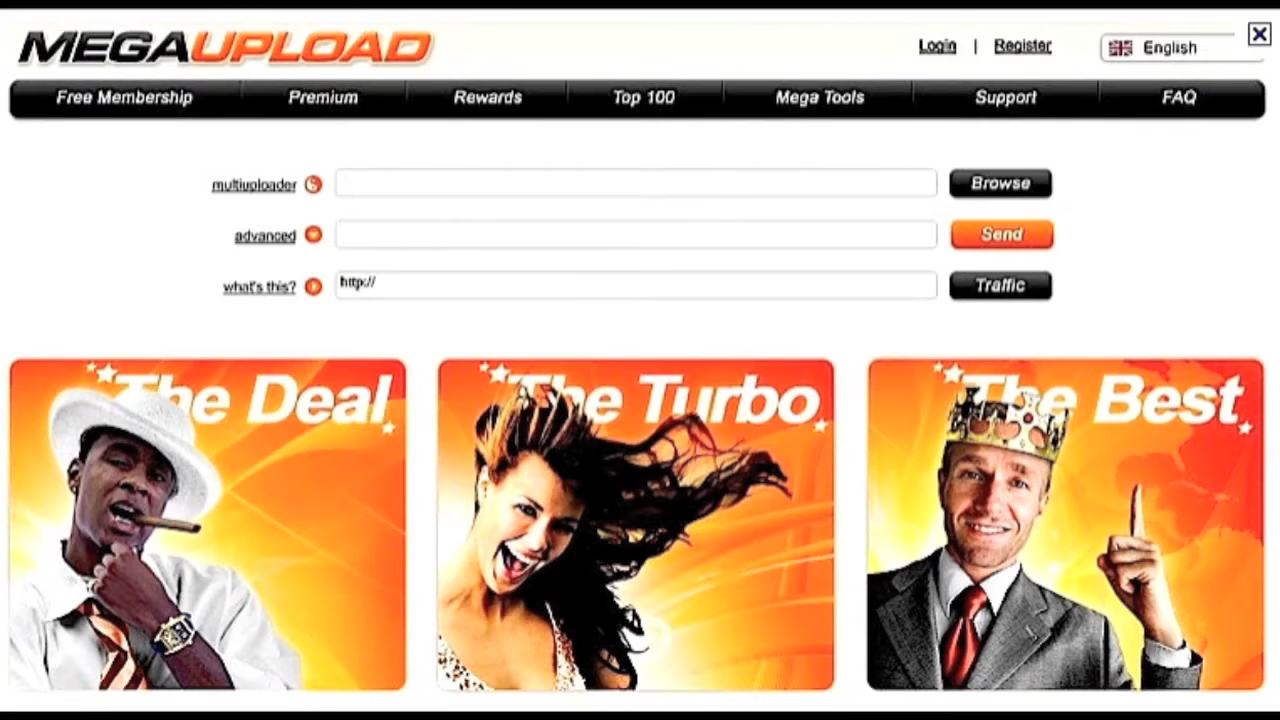 MEGAUPLOAD
Login | Register
English
Free Membership Premium Rewards Top 100 Mega Tools Support FAQ
multiuploader Browse
advanced Send
what's this? http:// Traffic
The Deal
The Turbo
The Best